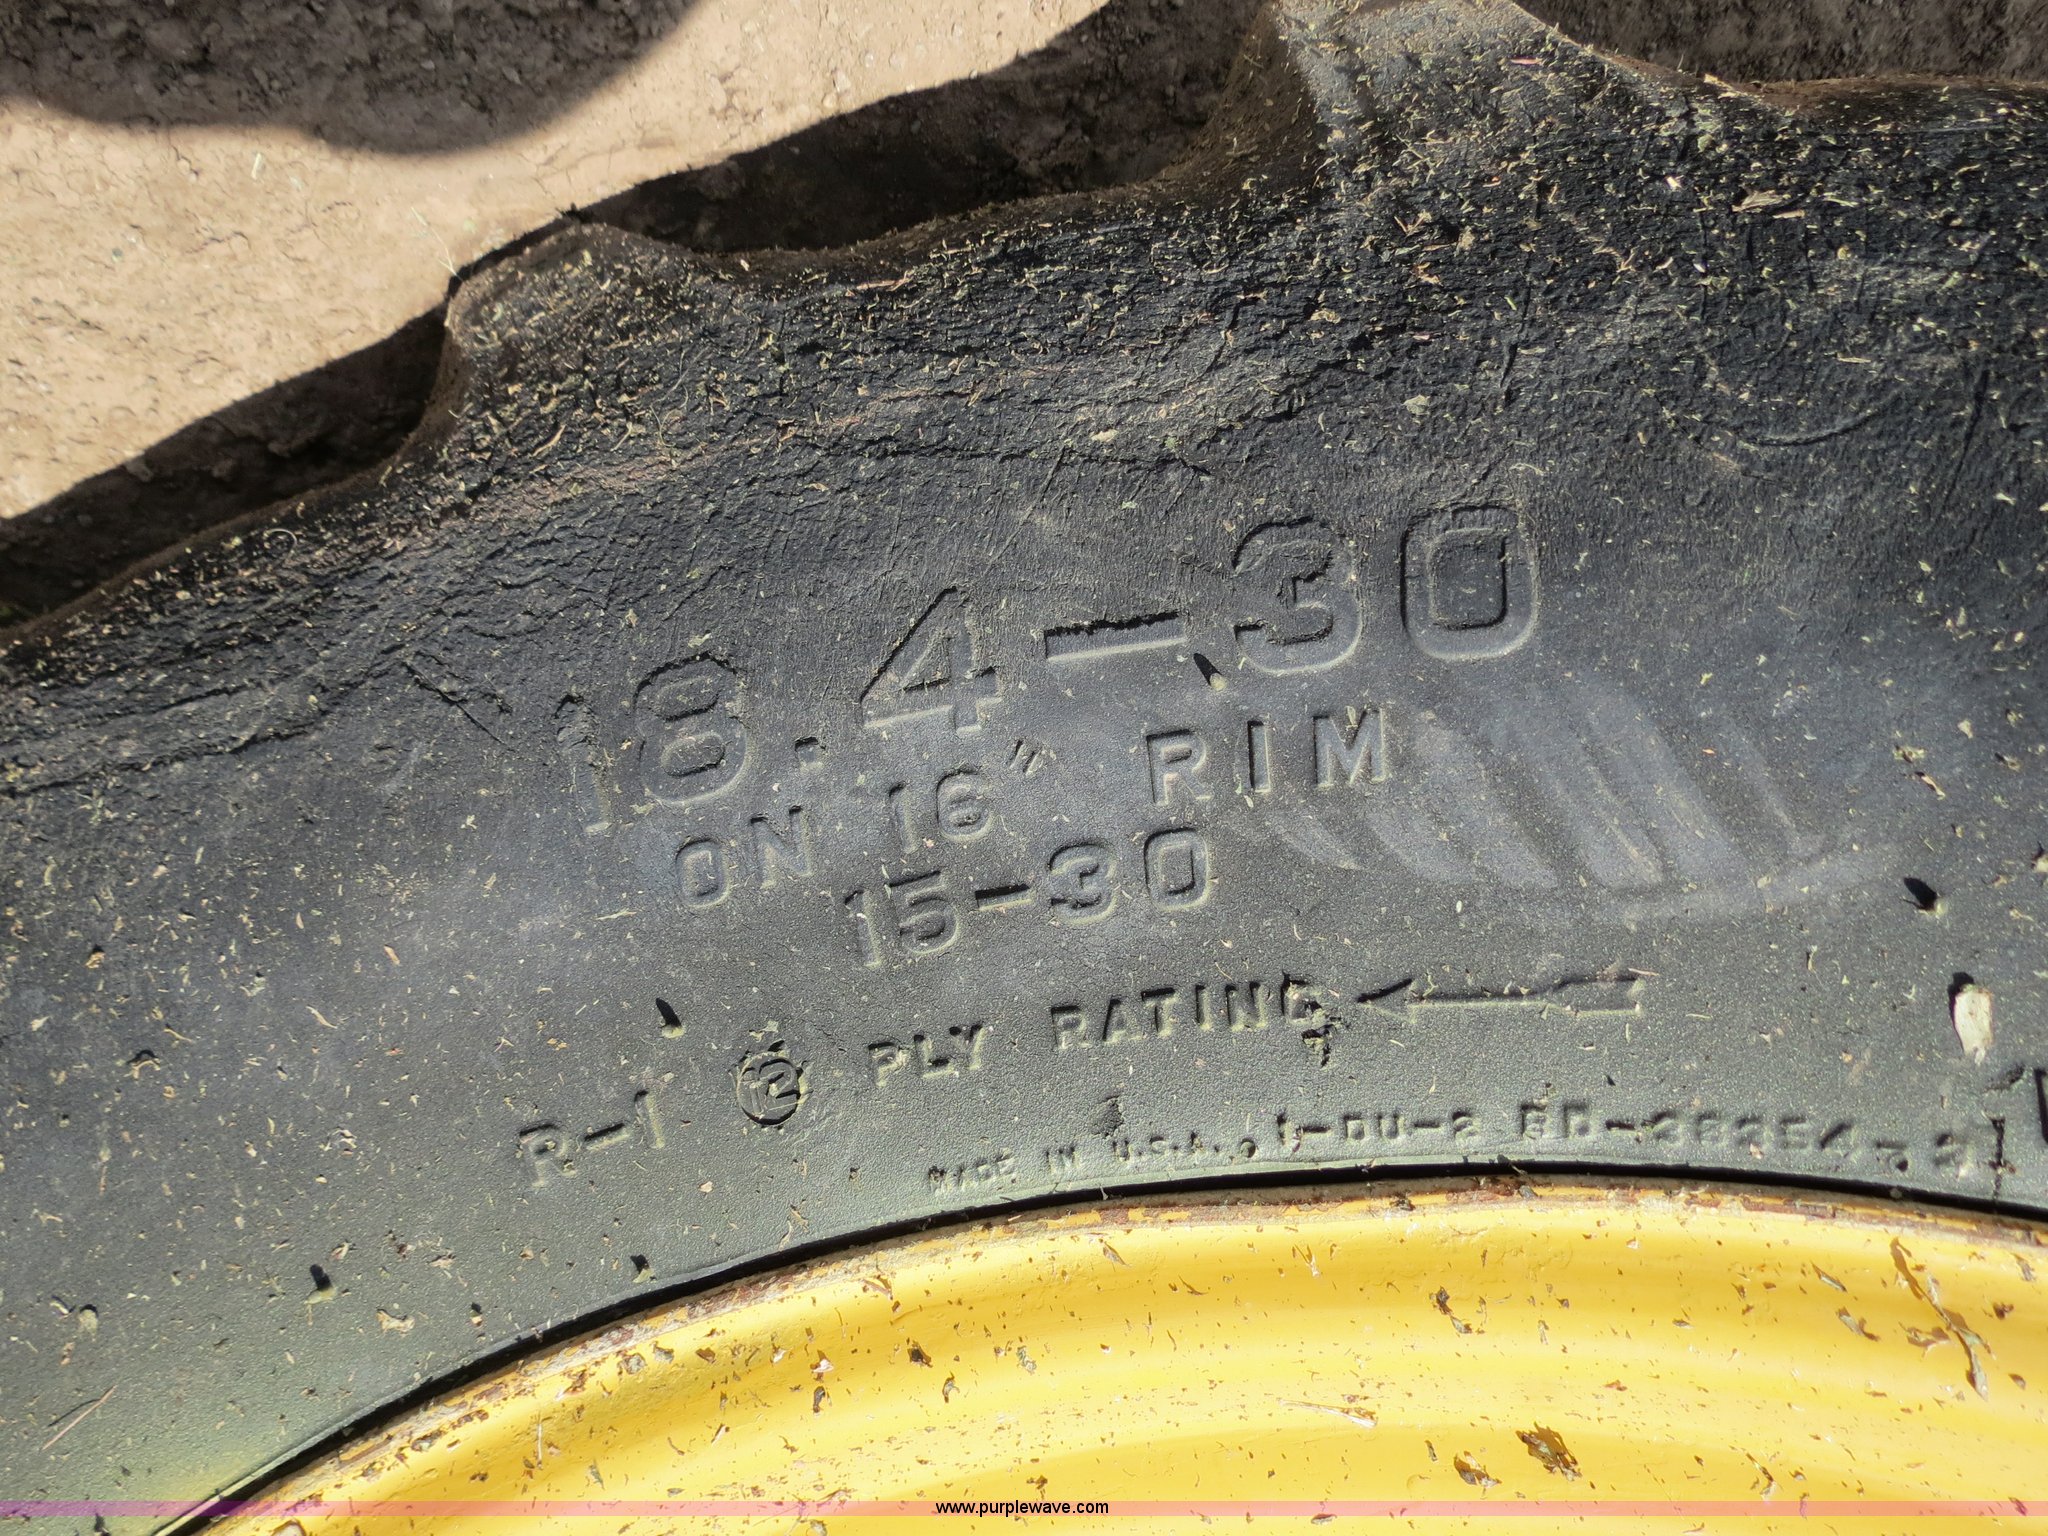 18.4-30
ON 16" RIM
15-30
R-1 12 PLY RATING
MADE IN U.S.A.
www.purplewave.com